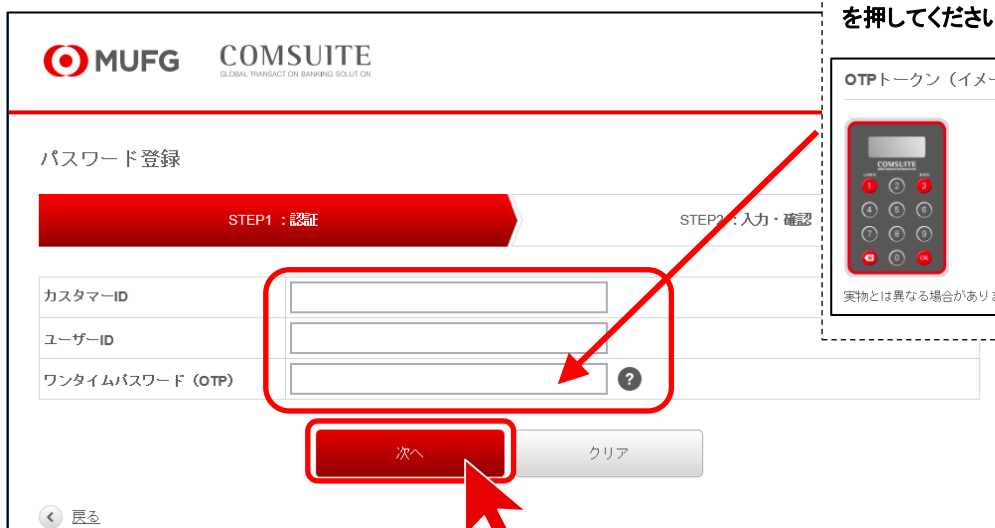 を押してくださ
MUFG COMSUITE
GLOBAL TRANSACT ON BANKING SOLUT ON
OTPトークン（イメー
COMSUITE
1 2 3
4 5 6
7 8 9
0 OK
実物とは異なる場合があり
パスワード登録
STEP1：認証
STEP2：入力・確認
カスタマーID
ユーザーID
ワンタイムパスワード（OTP） ?
次へ クリア
戻る